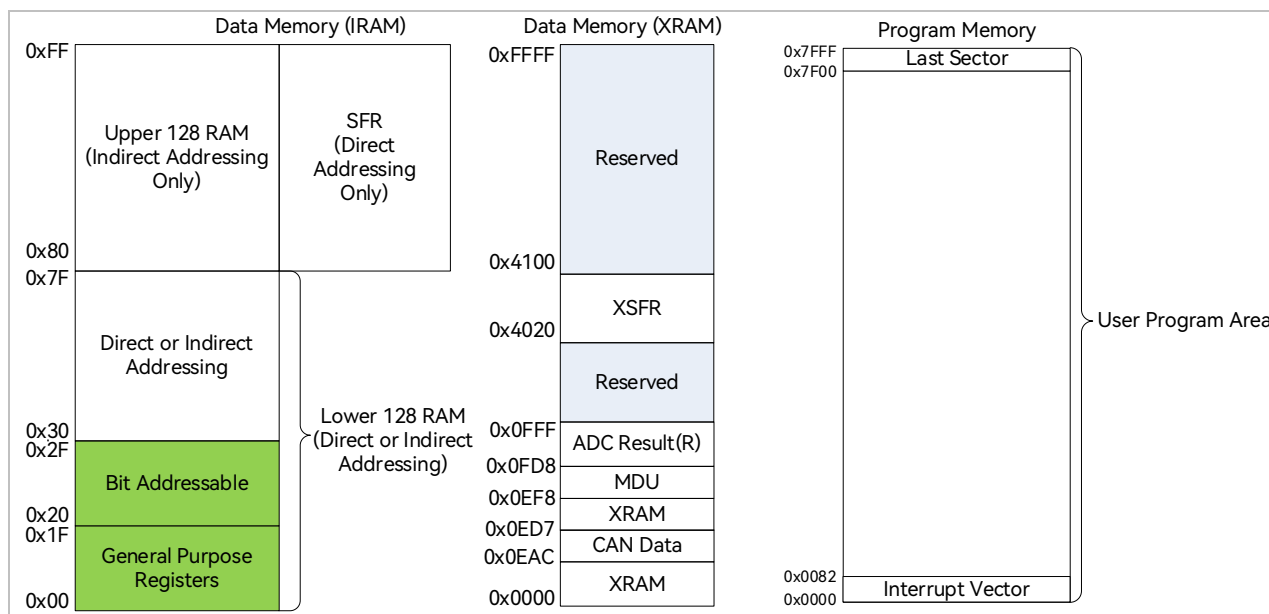 Data Memory (IRAM)
0xFF
Upper 128 RAM
(Indirect Addressing
Only)
SFR
(Direct
Addressing
Only)
0x80
0x7F
Direct or Indirect
Addressing
0x30
0x2F
Bit Addressable
0x20
0x1F
General Purpose
Registers
0x00
Lower 128 RAM
(Direct or Indirect
Addressing)
Data Memory (XRAM)
0xFFFF
Reserved
0x4100
XSFR
0x4020
Reserved
0x0FFF
ADC Result(R)
0x0FD8
MDU
0x0EF8
XRAM
0x0ED7
CAN Data
0x0EAC
XRAM
0x0000
Program Memory
0x7FFF
Last Sector
0x7F00
User Program Area
0x0082
Interrupt Vector
0x0000